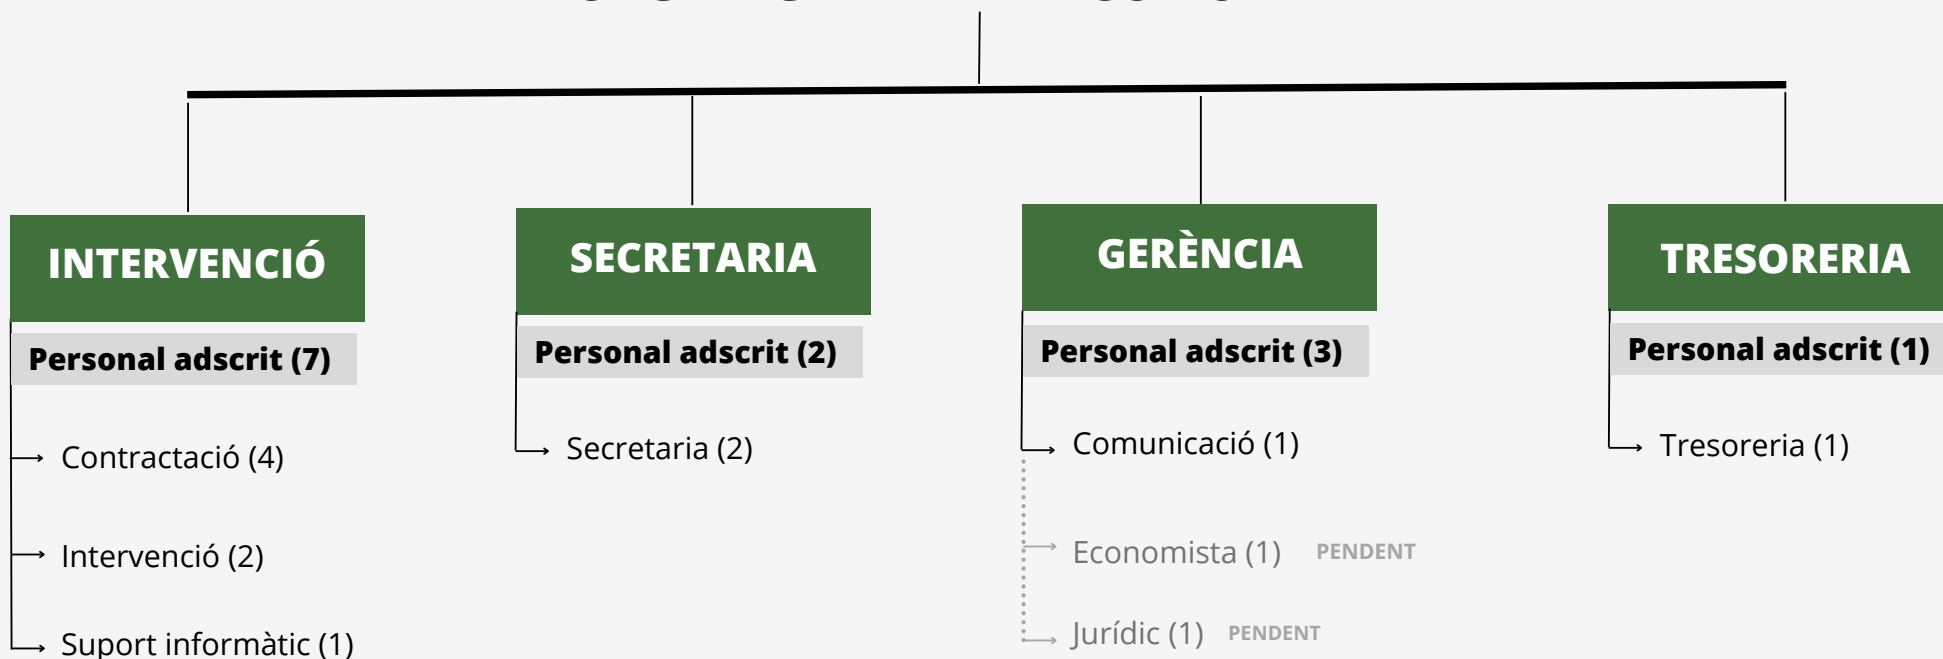 INTERVENCIÓ
Personal adscrit (7)
Contractació (4)
Intervenció (2)
Suport informàtic (1)
SECRETARIA
Personal adscrit (2)
Secretaria (2)
GERÈNCIA
Personal adscrit (3)
Comunicació (1)
Economista (1) PENDENT
Jurídic (1) PENDENT
TRESORERIA
Personal adscrit (1)
Tresoreria (1)